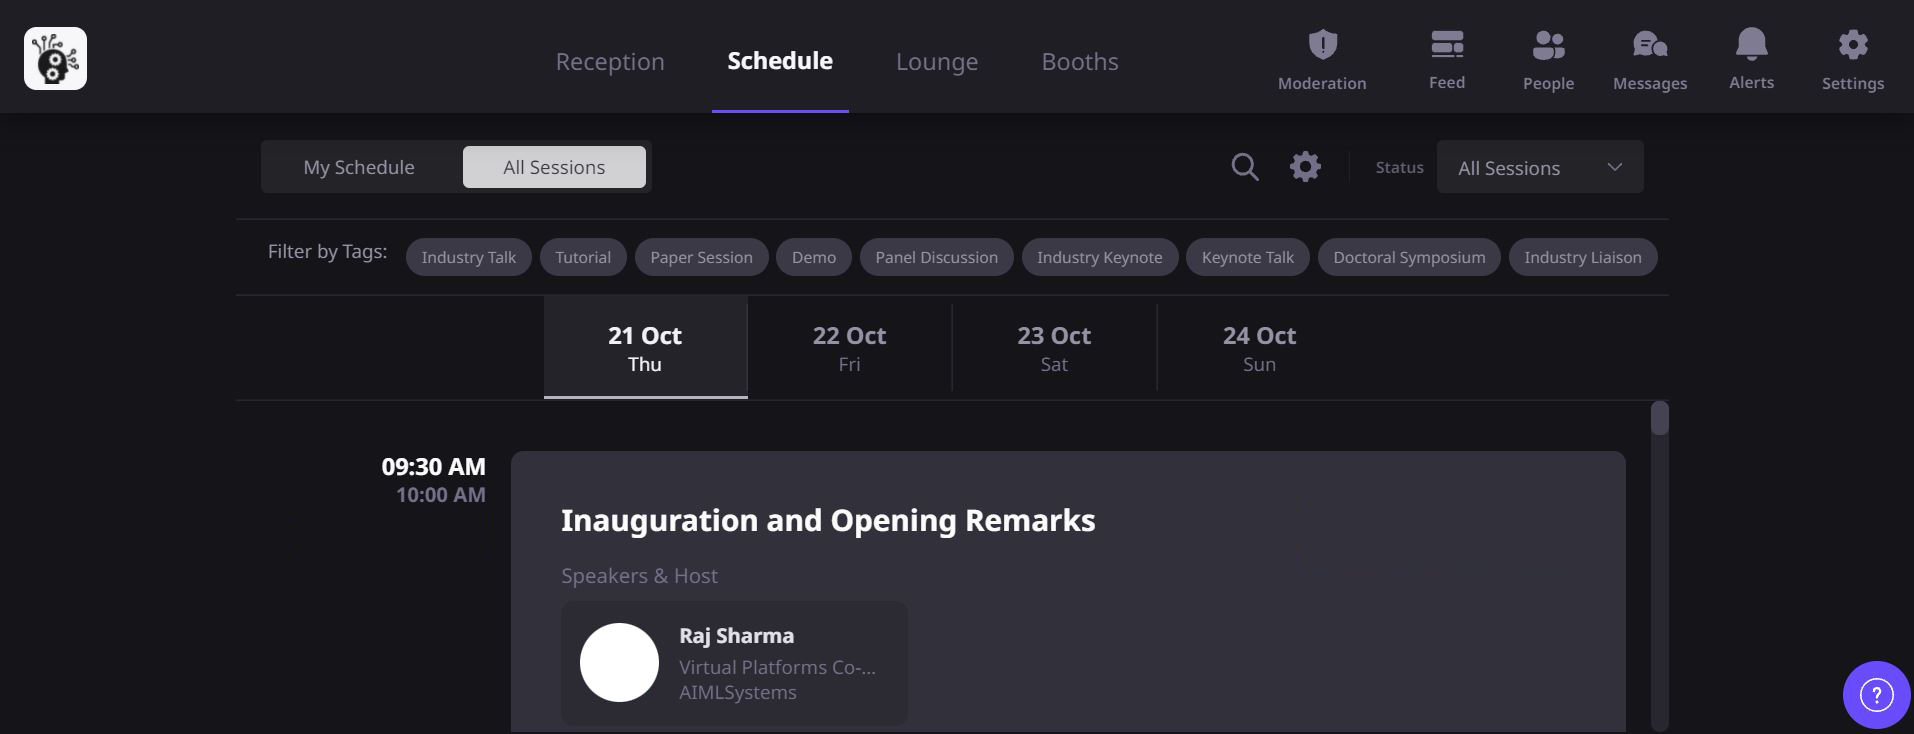 Reception
Schedule
Lounge
Booths
Moderation
Feed
People
Messages
Alerts
Settings
My Schedule
All Sessions
Status
All Sessions
Filter by Tags:
Industry Talk
Tutorial
Paper Session
Demo
Panel Discussion
Industry Keynote
Keynote Talk
Doctoral Symposium
Industry Liaison
21 Oct
Thu
22 Oct
Fri
23 Oct
Sat
24 Oct
Sun
09:30 AM
10:00 AM
Inauguration and Opening Remarks
Speakers & Host
Raj Sharma
Virtual Platforms Co-...
AIMLSystems
?